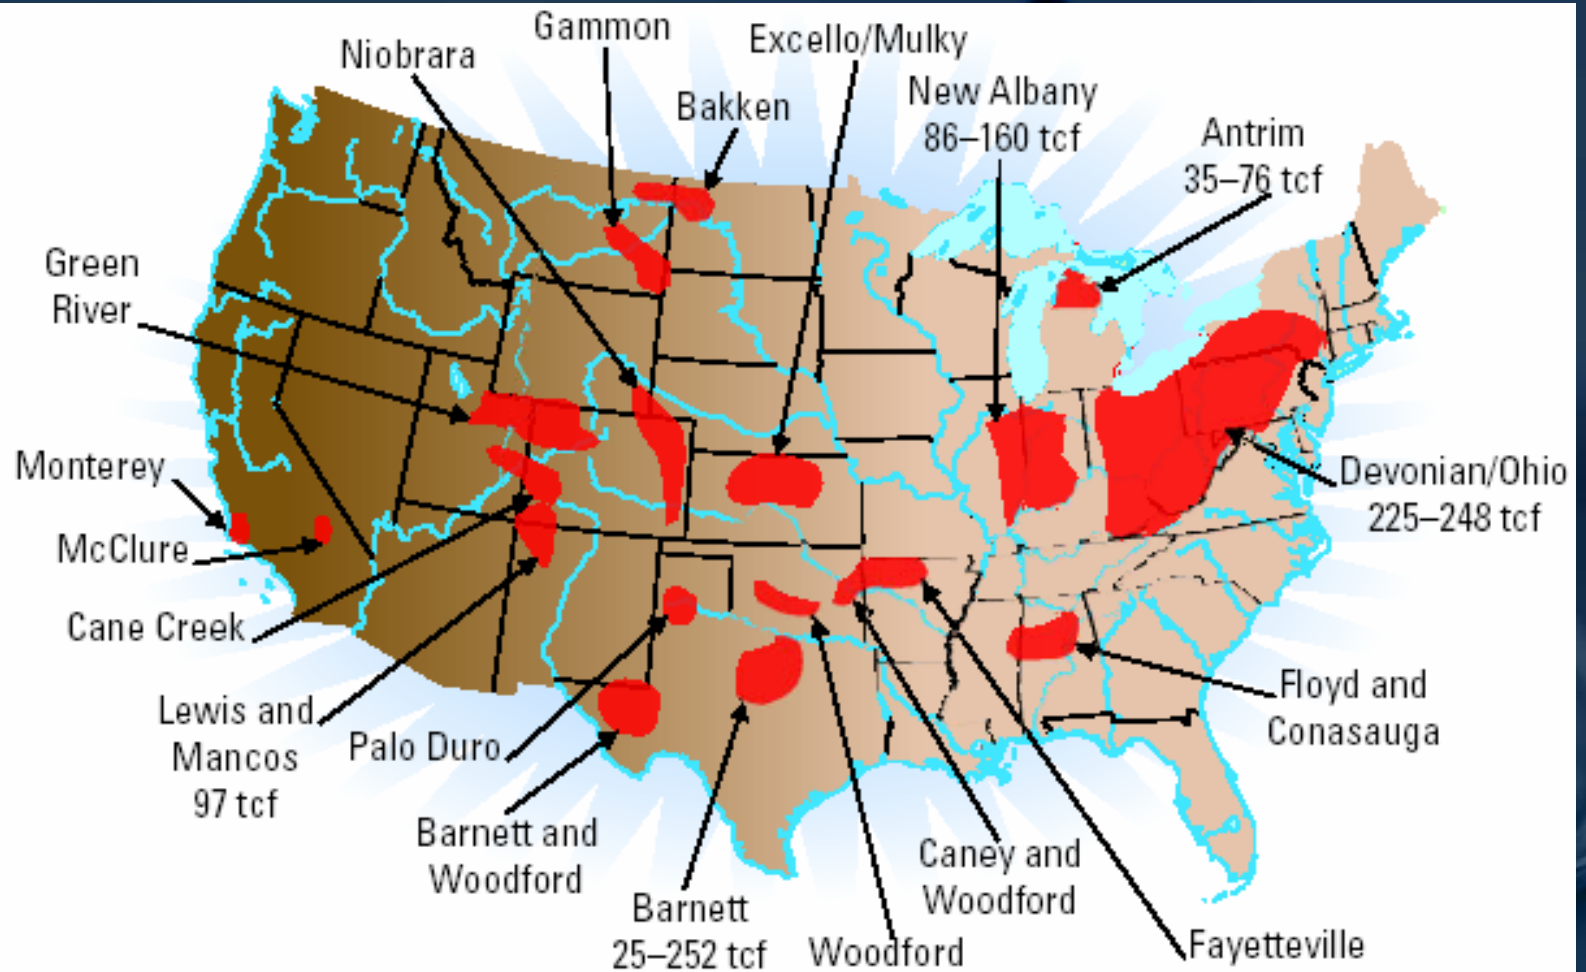 Gammon
Niobrara
Excello/Mulky
Bakken
New Albany
86–160 tcf
Antrim
35–76 tcf
Green
River
Monterey
McClure
Cane Creek
Lewis and
Mancos
97 tcf
Palo Duro
Barnett and
Woodford
Barnett
25–252 tcf
Woodford
Caney and
Woodford
Fayetteville
Floyd and
Conasauga
Devonian/Ohio
225–248 tcf